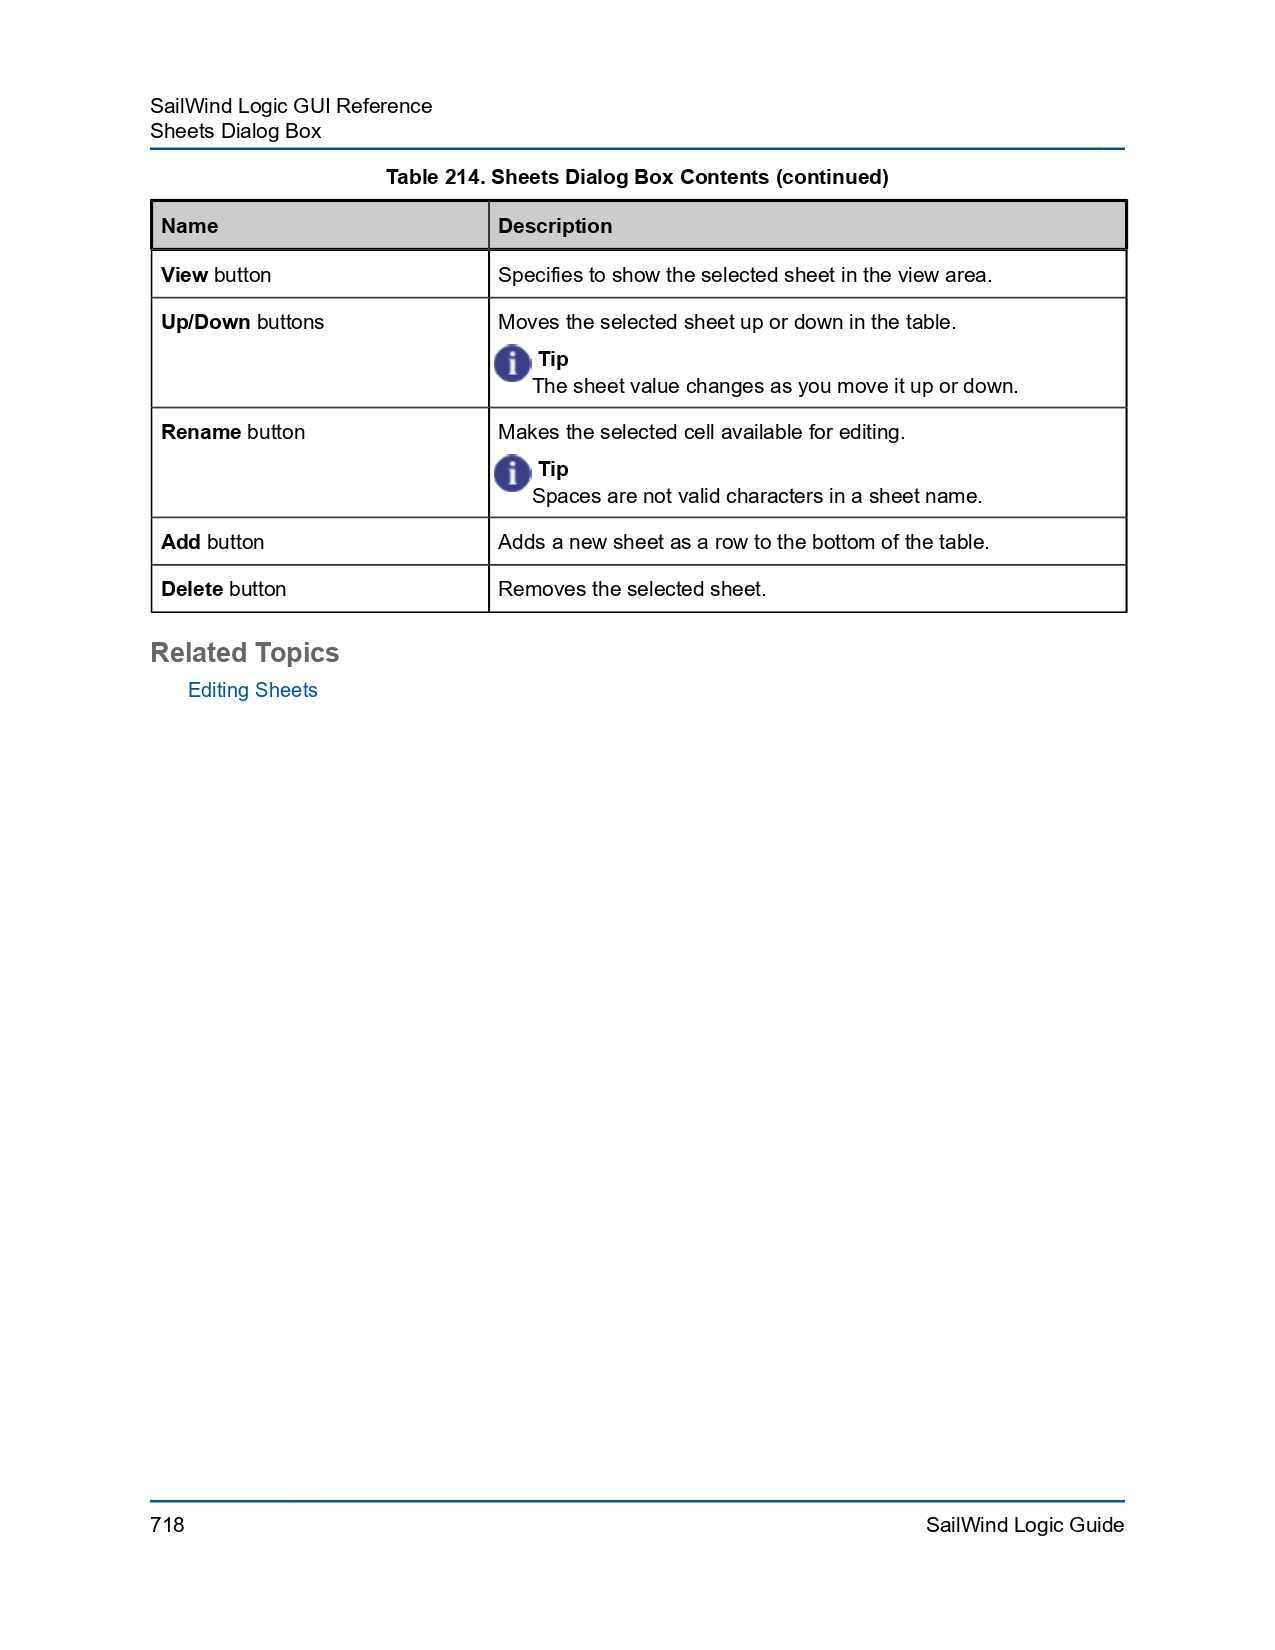 SailWind Logic GUI Reference
Sheets Dialog Box
Table 214. Sheets Dialog Box Contents (continued)
Name
Description
View button
Specifies to show the selected sheet in the view area.
Up/Down buttons
Moves the selected sheet up or down in the table.
Tip
The sheet value changes as you move it up or down.
Rename button
Makes the selected cell available for editing.
Tip
Spaces are not valid characters in a sheet name.
Add button
Adds a new sheet as a row to the bottom of the table.
Delete button
Removes the selected sheet.
Related Topics
Editing Sheets
718
SailWind Logic Guide